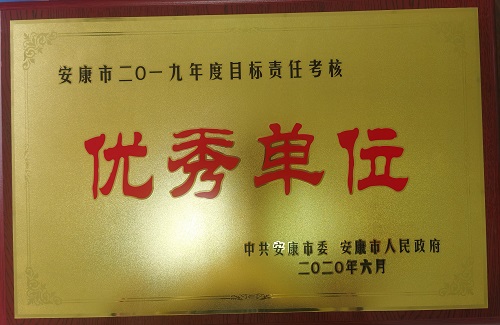 安康市二〇一九年度目标责任考核
优秀单位
中共安康市委 安康市人民政府
二〇二〇年六月